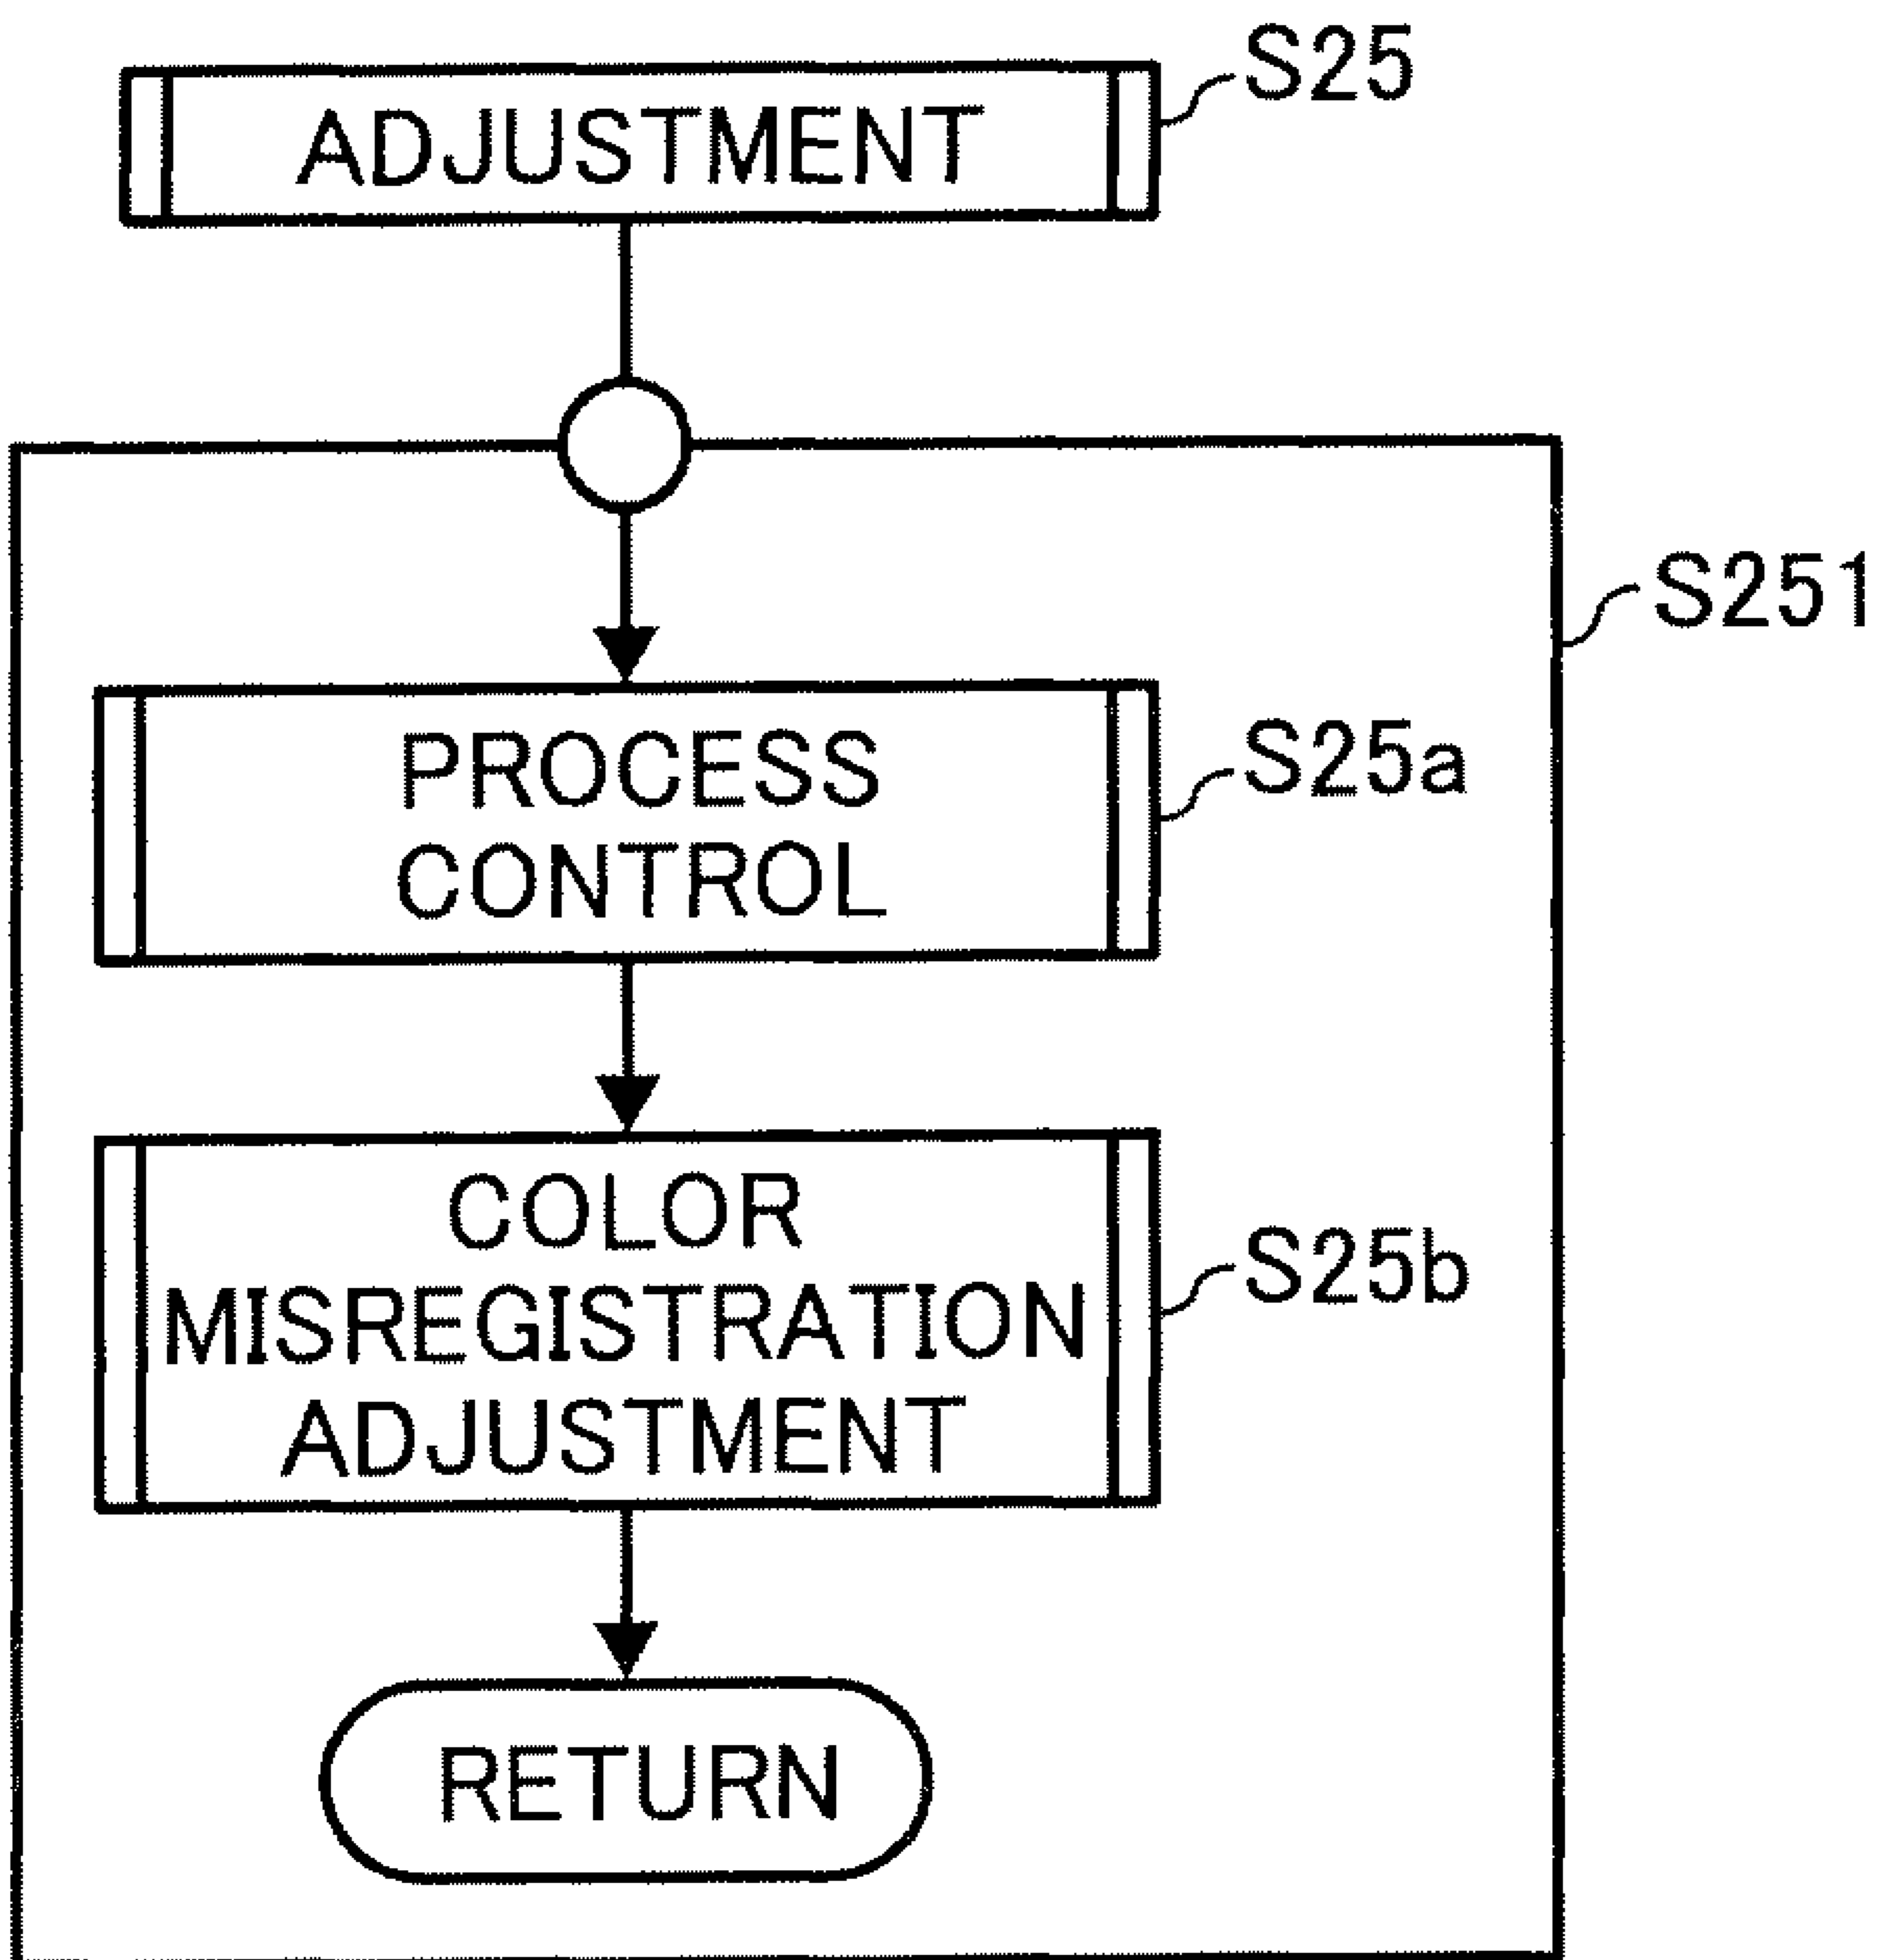 ADJUSTMENT
S25
S251
PROCESS
CONTROL
S25a
COLOR
MISREGISTRATION
ADJUSTMENT
S25b
RETURN